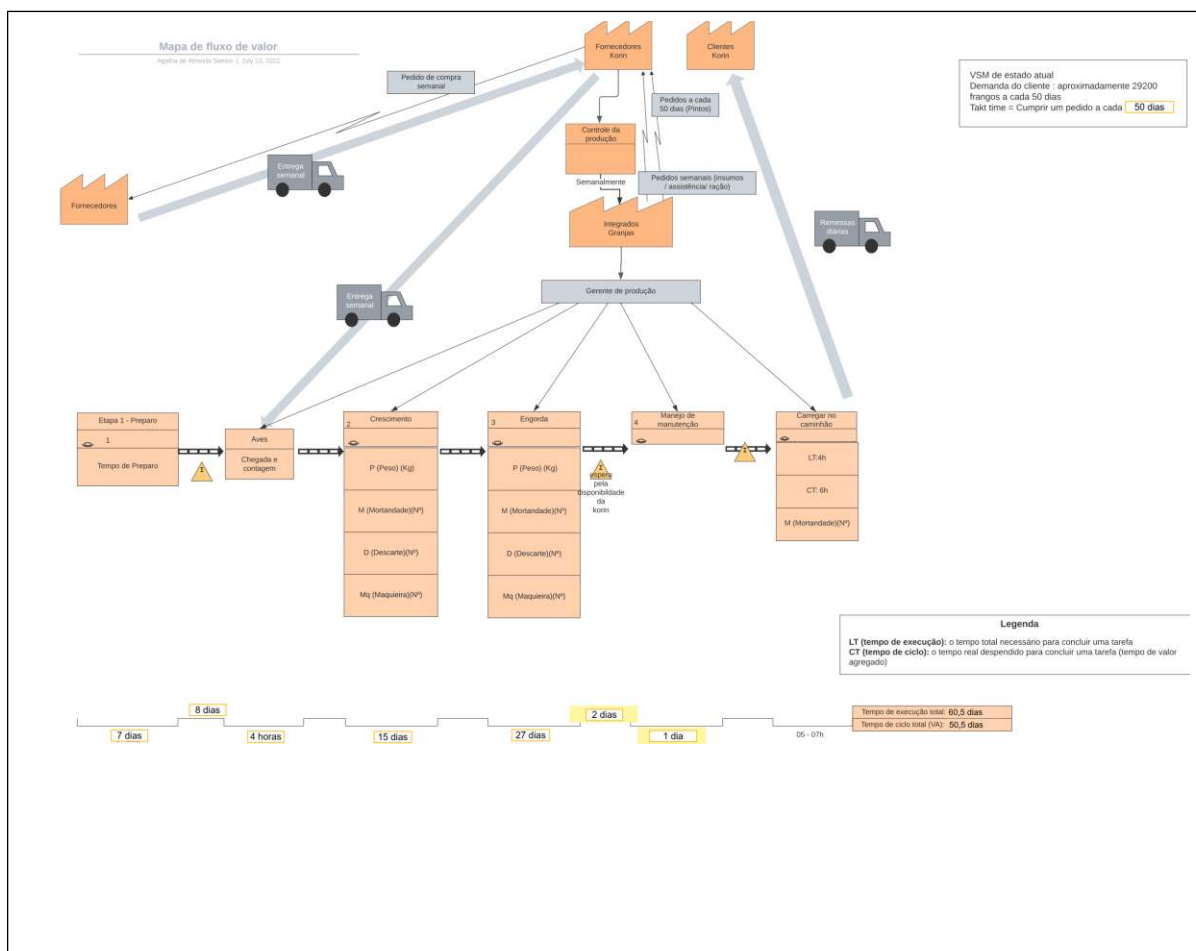 Mapa de fluxo de valor
Agatha de Almeida Santos | July 10, 2022
Fornecedores
Korin
Clientes
Korin
Pedido de compra
semanal
Pedidos a cada
50 dias (Pintos)
VSM de estado atual
Demanda do cliente : aproximadamente 29200
frangos a cada 50 dias
Takt time = Cumprir um pedido a cada 50 dias
Controle da
produção
Entrega
semanal
Semanalmente
Pedidos semanais (insumos
/ assistência/ ração)
Fornecedores
Integrados
Granjas
Remessas
diárias
Gerente de produção
Entrega
semanal
Etapa 1 - Preparo
1
Tempo de Preparo
I
Aves
Chegada e
contagem
Crescimento
2
P (Peso) (Kg)
M (Mortandade)(Nº)
D (Descarte)(Nº)
Mq (Maquieira)(Nº)
Engorda
3
P (Peso) (Kg)
M (Mortandade)(Nº)
D (Descarte)(Nº)
Mq (Maquieira)(Nº)
I
espera
pela
disponibildade
da
korin
Manejo de
manutenção
4
I
Carregar no
caminhão
LT:4h
CT: 6h
M (Mortandade)(Nº)
Legenda
LT (tempo de execução): o tempo total necessário para concluir uma tarefa
CT (tempo de ciclo): o tempo real despendido para concluir uma tarefa (tempo de valor
agregado)
8 dias
2 dias
7 dias
4 horas
15 dias
27 dias
1 dia
05 - 07h
Tempo de execução total: 60,5 dias
Tempo de ciclo total (VA): 50,5 dias